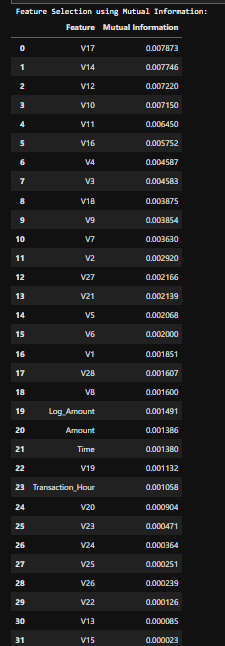 Feature Selection using Mutual Information:
Feature Mutual Information
0 V17 0.007873
1 V14 0.007746
2 V12 0.007220
3 V10 0.007150
4 V11 0.006450
5 V16 0.005752
6 V4 0.004587
7 V3 0.004583
8 V18 0.003875
9 V9 0.003854
10 V7 0.003630
11 V2 0.002920
12 V27 0.002166
13 V21 0.002139
14 V5 0.002068
15 V6 0.002000
16 V1 0.001851
17 V28 0.001607
18 V8 0.001600
19 Log_Amount 0.001491
20 Amount 0.001386
21 Time 0.001380
22 V19 0.001132
23 Transaction_Hour 0.001058
24 V20 0.000904
25 V23 0.000471
26 V24 0.000364
27 V25 0.000251
28 V26 0.000239
29 V22 0.000126
30 V13 0.000085
31 V15 0.000023